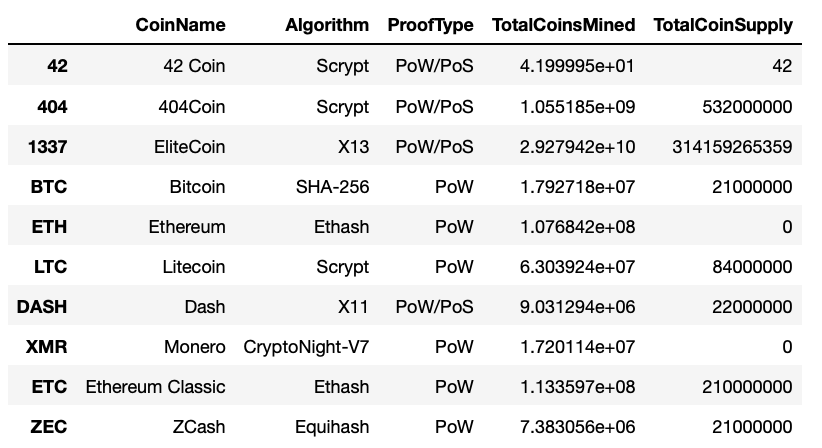 CoinName Algorithm ProofType TotalCoinsMined TotalCoinSupply
42 42 Coin Scrypt PoW/PoS 4.199995e+01 42
404 404Coin Scrypt PoW/PoS 1.055185e+09 532000000
1337 EliteCoin X13 PoW/PoS 2.927942e+10 314159265359
BTC Bitcoin SHA-256 PoW 1.792718e+07 21000000
ETH Ethereum Ethash PoW 1.076842e+08 0
LTC Litecoin Scrypt PoW 6.303924e+07 84000000
DASH Dash X11 PoW/PoS 9.031294e+06 22000000
XMR Monero CryptoNight-V7 PoW 1.720114e+07 0
ETC Ethereum Classic Ethash PoW 1.133597e+08 210000000
ZEC ZCash Equihash PoW 7.383056e+06 21000000